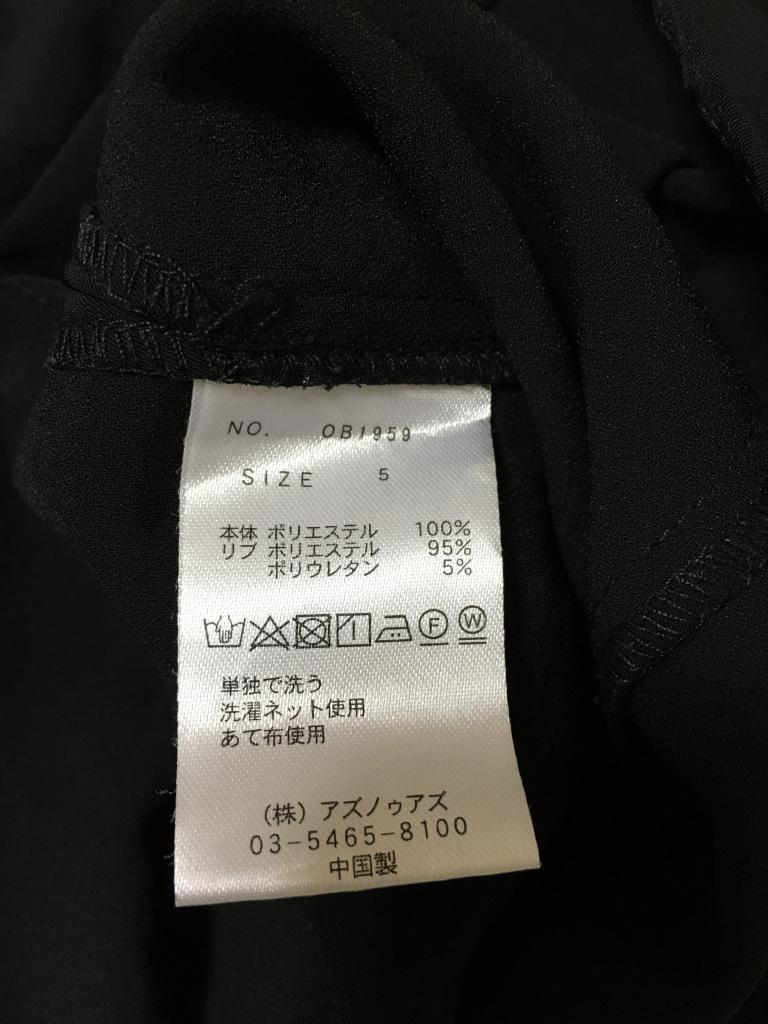 NO. OB1959
SIZE 5
本体 ポリエステル 100%
リブ ポリエステル 95%
ポリウレタン 5%
F W
単独で洗う
洗濯ネット使用
あて布使用
(株) アズノゥアズ
03-5465-8100
中国製